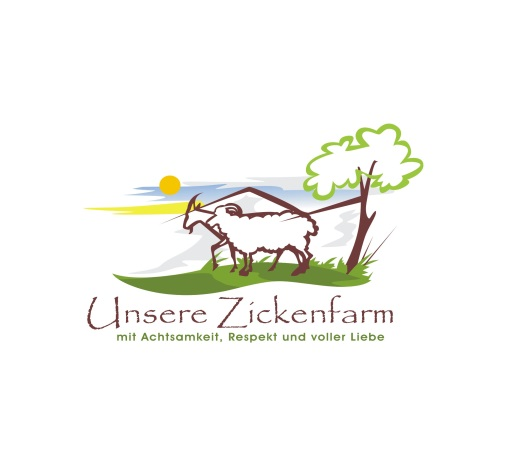 Unsere Zickenfarm
mit Achtsamkeit, Respekt und voller Liebe